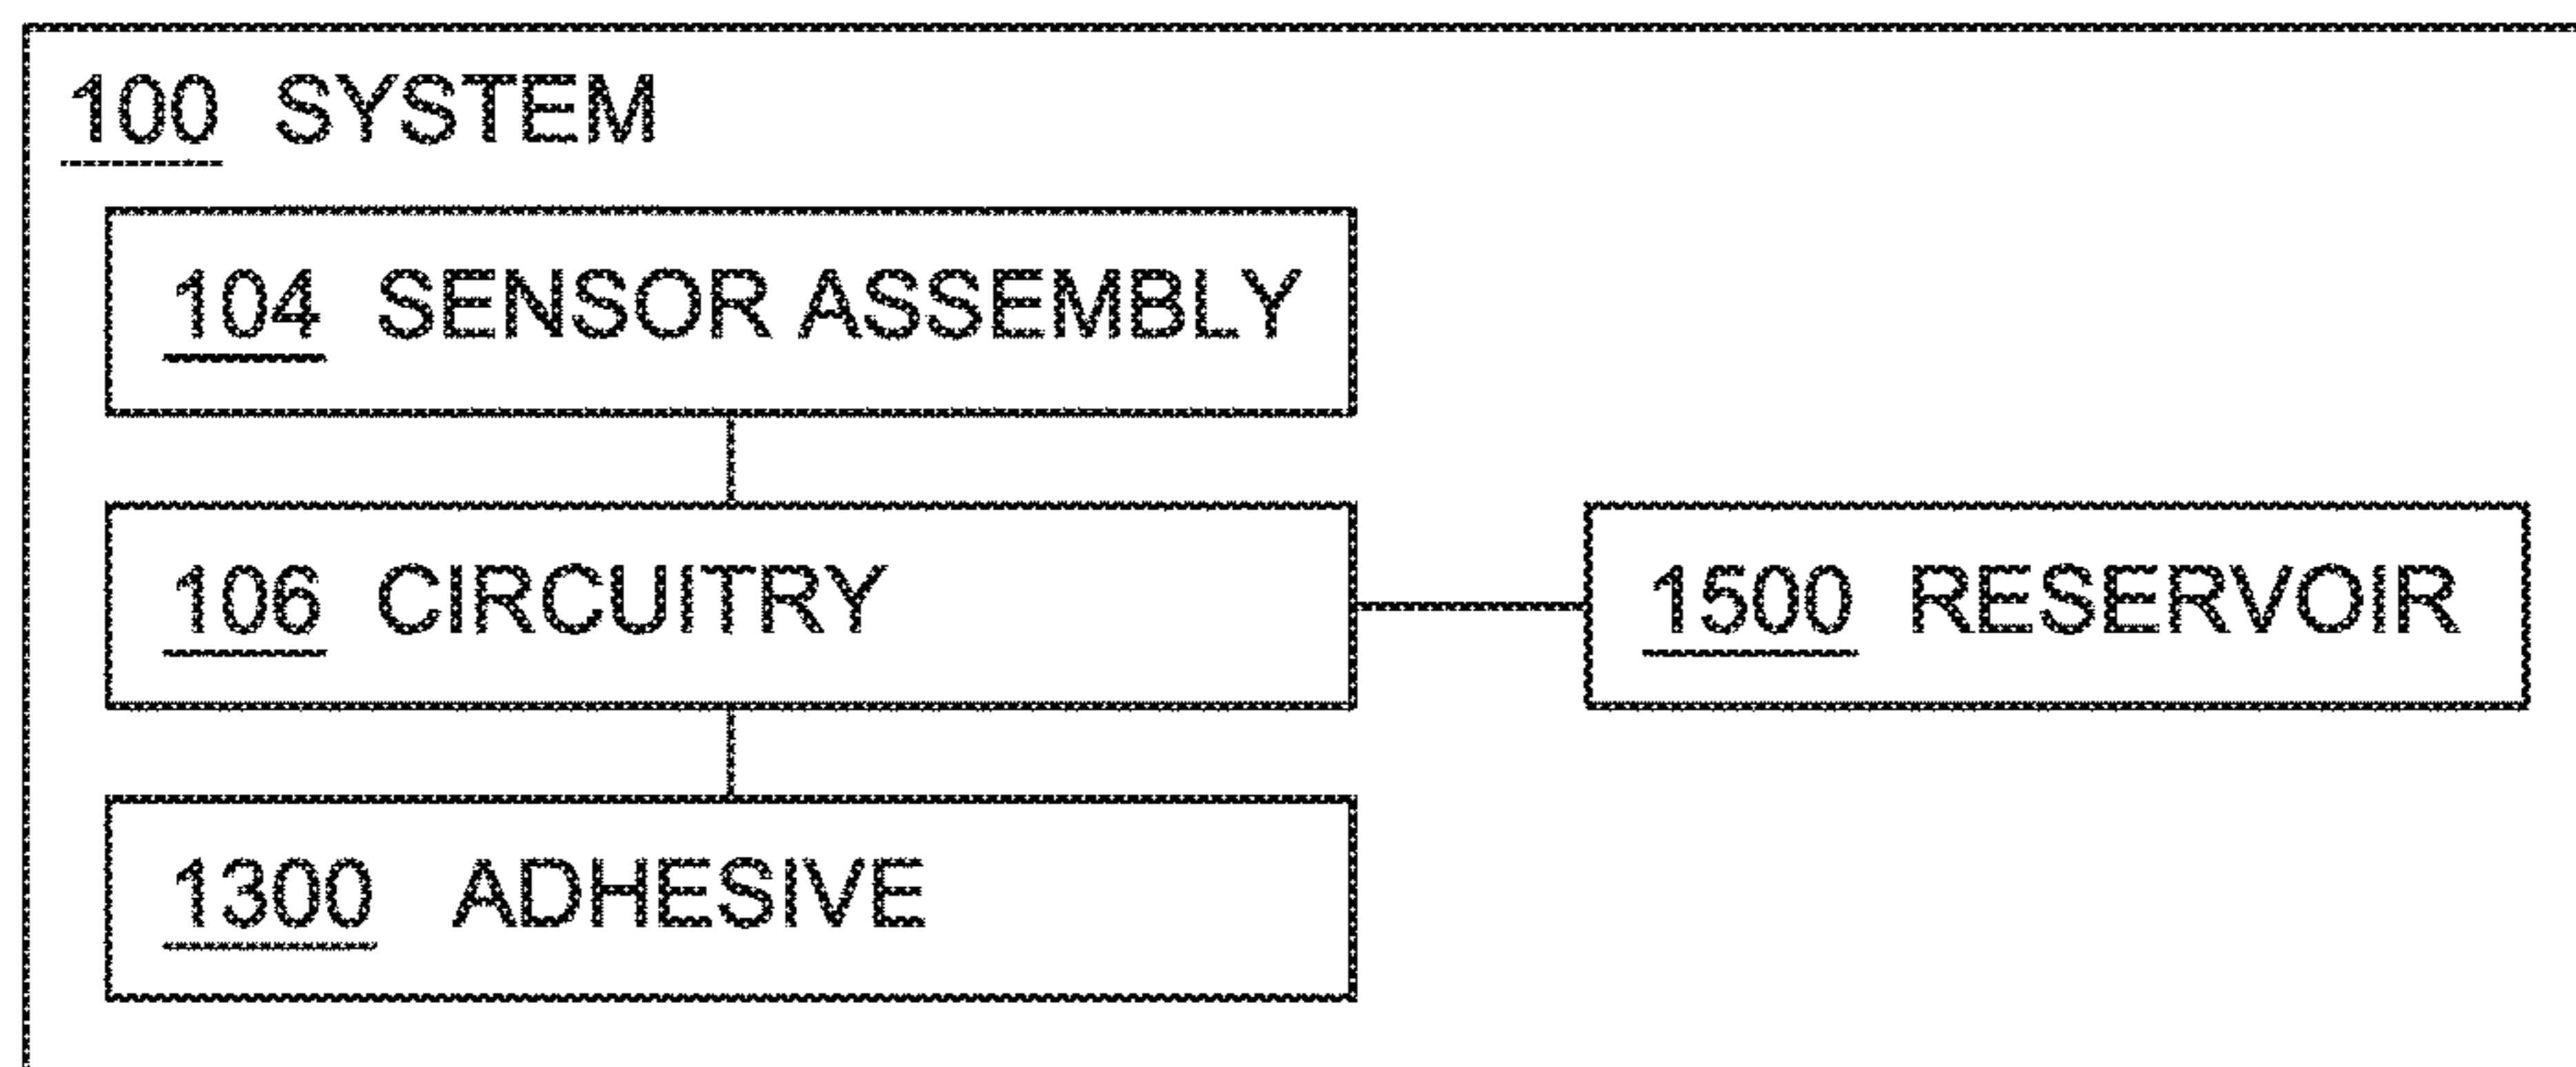 100 SYSTEM
104 SENSOR ASSEMBLY
106 CIRCUITRY
1500 RESERVOIR
1300 ADHESIVE